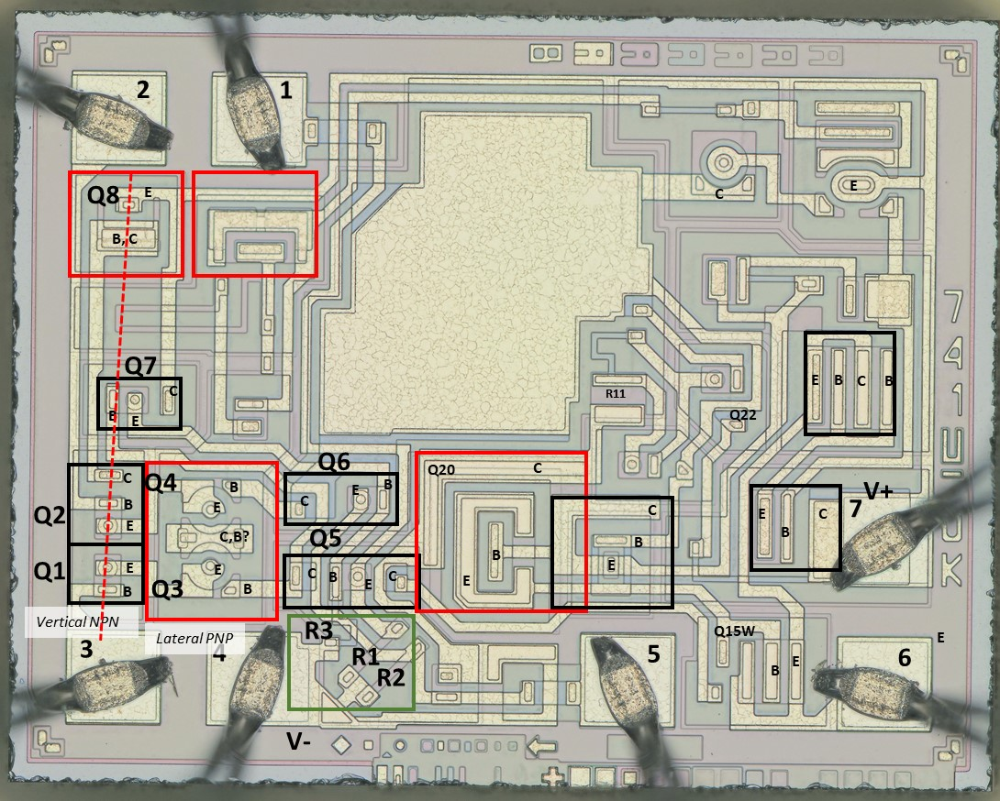 2
1
Q8
E
B, C
C
E
7
4
1
U
K
Q7
C
B
E
R11
Q22
E
B
C
B
Q4
Q6
Q20
C
C
B
E
C
E
B
C
B
Q2
E
E
C,B?
Q5
B
C
V+
7
E
B
C
Q1
E
B
Q3
E
B
C
B
E
C
E
B
E
Vertical NPN
Lateral PNP
3
4
R3
R1
R2
5
Q15W
B
E
6
E
V-